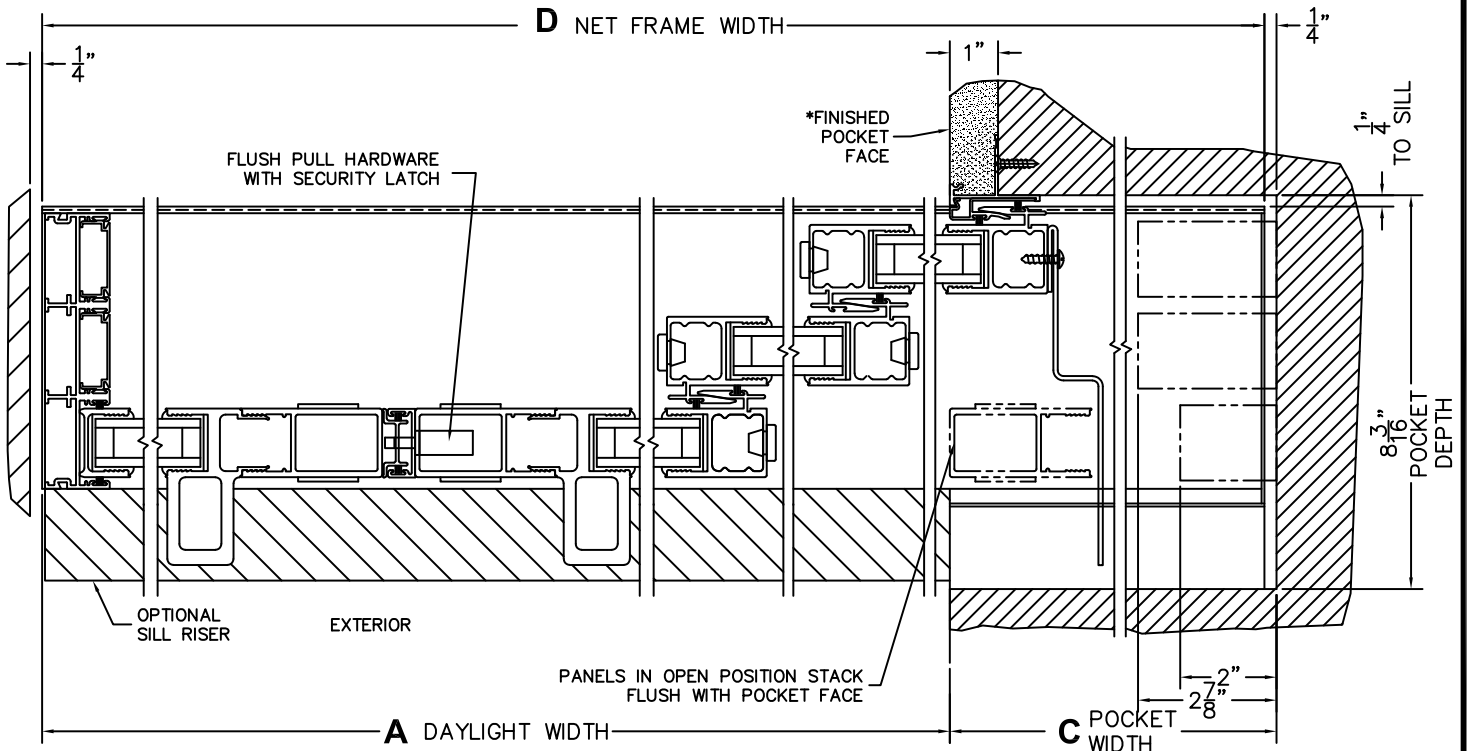 D NET FRAME WIDTH
1/4"
1/4"
1"
*FINISHED
POCKET
FACE
1/4"
TO SILL
FLUSH PULL HARDWARE
WITH SECURITY LATCH
8 3/16"
POCKET
DEPTH
OPTIONAL
SILL RISER
EXTERIOR
PANELS IN OPEN POSITION STACK
FLUSH WITH POCKET FACE
2"
2 7/8"
A DAYLIGHT WIDTH
C POCKET
WIDTH